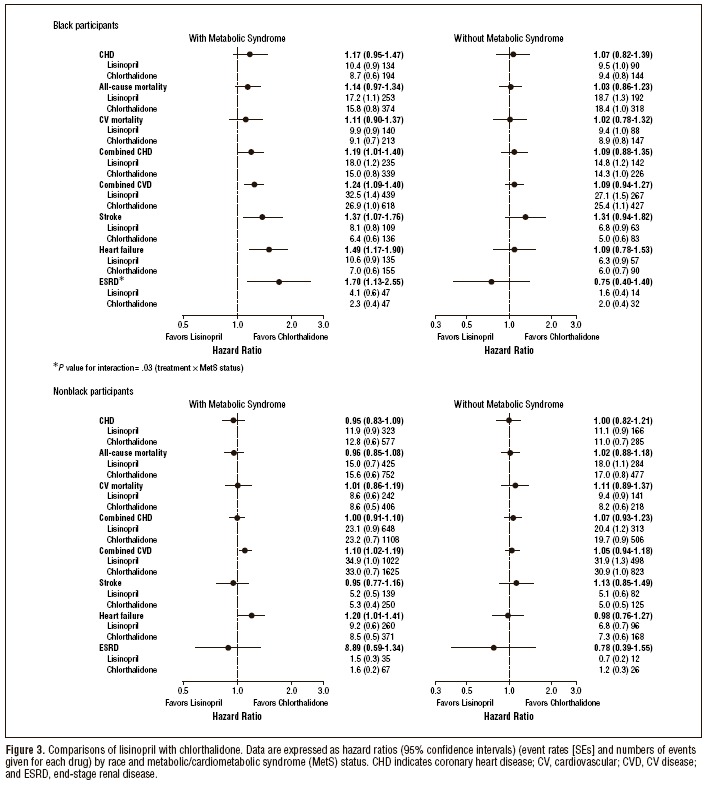 Black participants
With Metabolic Syndrome
Without Metabolic Syndrome
CHD 1.17 (0.95-1.47) 1.07 (0.82-1.39)
Lisinopril 10.4 (0.9) 134 9.5 (1.0) 90
Chlorthalidone 8.7 (0.6) 194 9.4 (0.8) 144
All-cause mortality 1.14 (0.97-1.34) 1.03 (0.86-1.23)
Lisinopril 17.2 (1.1) 253 18.7 (1.3) 192
Chlorthalidone 15.8 (0.8) 374 18.4 (1.0) 318
CV mortality 1.11 (0.90-1.37) 1.02 (0.78-1.32)
Lisinopril 9.9 (0.9) 140 9.4 (1.0) 88
Chlorthalidone 9.1 (0.7) 213 8.9 (0.8) 147
Combined CHD 1.19 (1.01-1.40) 1.09 (0.88-1.35)
Lisinopril 18.0 (1.2) 235 14.8 (1.2) 142
Chlorthalidone 15.0 (0.8) 339 14.3 (1.0) 226
Combined CVD 1.24 (1.09-1.40) 1.09 (0.94-1.27)
Lisinopril 32.5 (1.4) 439 27.1 (1.5) 267
Chlorthalidone 26.9 (1.0) 618 25.4 (1.1) 427
Stroke 1.37 (1.07-1.76) 1.31 (0.94-1.82)
Lisinopril 8.1 (0.8) 109 6.8 (0.9) 63
Chlorthalidone 6.4 (0.6) 136 5.0 (0.6) 83
Heart failure 1.49 (1.17-1.90) 1.09 (0.78-1.53)
Lisinopril 10.6 (0.9) 135 6.3 (0.9) 57
Chlorthalidone 7.0 (0.6) 155 6.0 (0.7) 90
ESRD* 1.70 (1.13-2.55) 0.75 (0.40-1.40)
Lisinopril 4.1 (0.6) 47 1.6 (0.4) 14
Chlorthalidone 2.3 (0.4) 47 2.0 (0.4) 32
0.5 1.0 2.0 3.0 0.3 1.0 2.0 3.0
Favors Lisinopril Favors Chlorthalidone Favors Lisinopril Favors Chlorthalidone
Hazard Ratio Hazard Ratio
*P value for interaction= .03 (treatment × MetS status)
Nonblack participants
With Metabolic Syndrome
Without Metabolic Syndrome
CHD 0.95 (0.83-1.09) 1.00 (0.82-1.21)
Lisinopril 11.9 (0.9) 323 11.1 (0.9) 166
Chlorthalidone 12.8 (0.6) 577 11.0 (0.7) 285
All-cause mortality 0.96 (0.85-1.08) 1.02 (0.88-1.18)
Lisinopril 15.0 (0.7) 425 18.0 (1.1) 284
Chlorthalidone 15.6 (0.6) 752 17.0 (0.8) 477
CV mortality 1.01 (0.86-1.19) 1.11 (0.89-1.37)
Lisinopril 8.6 (0.6) 242 9.4 (0.9) 141
Chlorthalidone 8.6 (0.5) 406 8.2 (0.6) 218
Combined CHD 1.00 (0.91-1.10) 1.07 (0.93-1.23)
Lisinopril 23.1 (0.9) 648 20.4 (1.2) 313
Chlorthalidone 23.2 (0.7) 1108 19.7 (0.9) 506
Combined CVD 1.10 (1.02-1.19) 1.05 (0.94-1.18)
Lisinopril 34.9 (1.0) 1022 31.9 (1.3) 498
Chlorthalidone 33.0 (0.7) 1625 30.9 (1.0) 823
Stroke 0.95 (0.77-1.16) 1.13 (0.85-1.49)
Lisinopril 5.2 (0.5) 139 5.1 (0.6) 82
Chlorthalidone 5.3 (0.4) 250 5.0 (0.5) 125
Heart failure 1.20 (1.01-1.41) 0.98 (0.76-1.27)
Lisinopril 9.2 (0.6) 260 6.8 (0.7) 96
Chlorthalidone 8.5 (0.5) 371 7.3 (0.6) 168
ESRD 8.89 (0.59-1.34) 0.78 (0.39-1.55)
Lisinopril 1.5 (0.3) 35 0.7 (0.2) 12
Chlorthalidone 1.6 (0.2) 67 1.2 (0.3) 26
0.5 1.0 2.0 3.0 0.3 1.0 2.0 3.0
Favors Lisinopril Favors Chlorthalidone Favors Lisinopril Favors Chlorthalidone
Hazard Ratio Hazard Ratio
Figure 3. Comparisons of lisinopril with chlorthalidone. Data are expressed as hazard ratios (95% confidence intervals) (event rates [SEs] and numbers of events
given for each drug) by race and metabolic/cardiometabolic syndrome (MetS) status. CHD indicates coronary heart disease; CV, cardiovascular; CVD, CV disease;
and ESRD, end-stage renal disease.